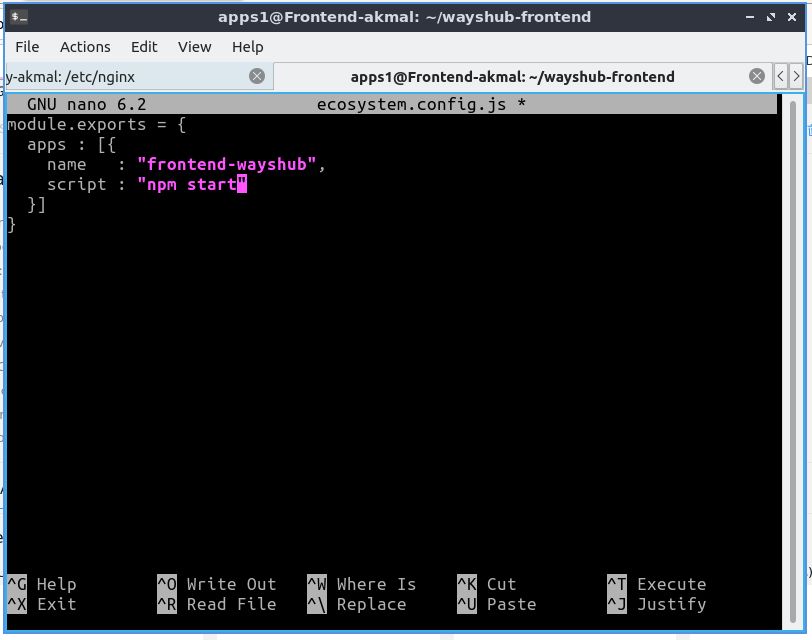 apps1@Frontend-akmal: ~/wayshub-frontend
File Actions Edit View Help
y-akmal: /etc/nginx
apps1@Frontend-akmal: ~/wayshub-frontend
GNU nano 6.2 ecosystem.config.js *
module.exports = {
apps : [{
name : "frontend-wayshub",
script : "npm start"
}]
}
^G Help ^O Write Out ^W Where Is ^K Cut ^T Execute
^X Exit ^R Read File ^\ Replace ^U Paste ^J Justify